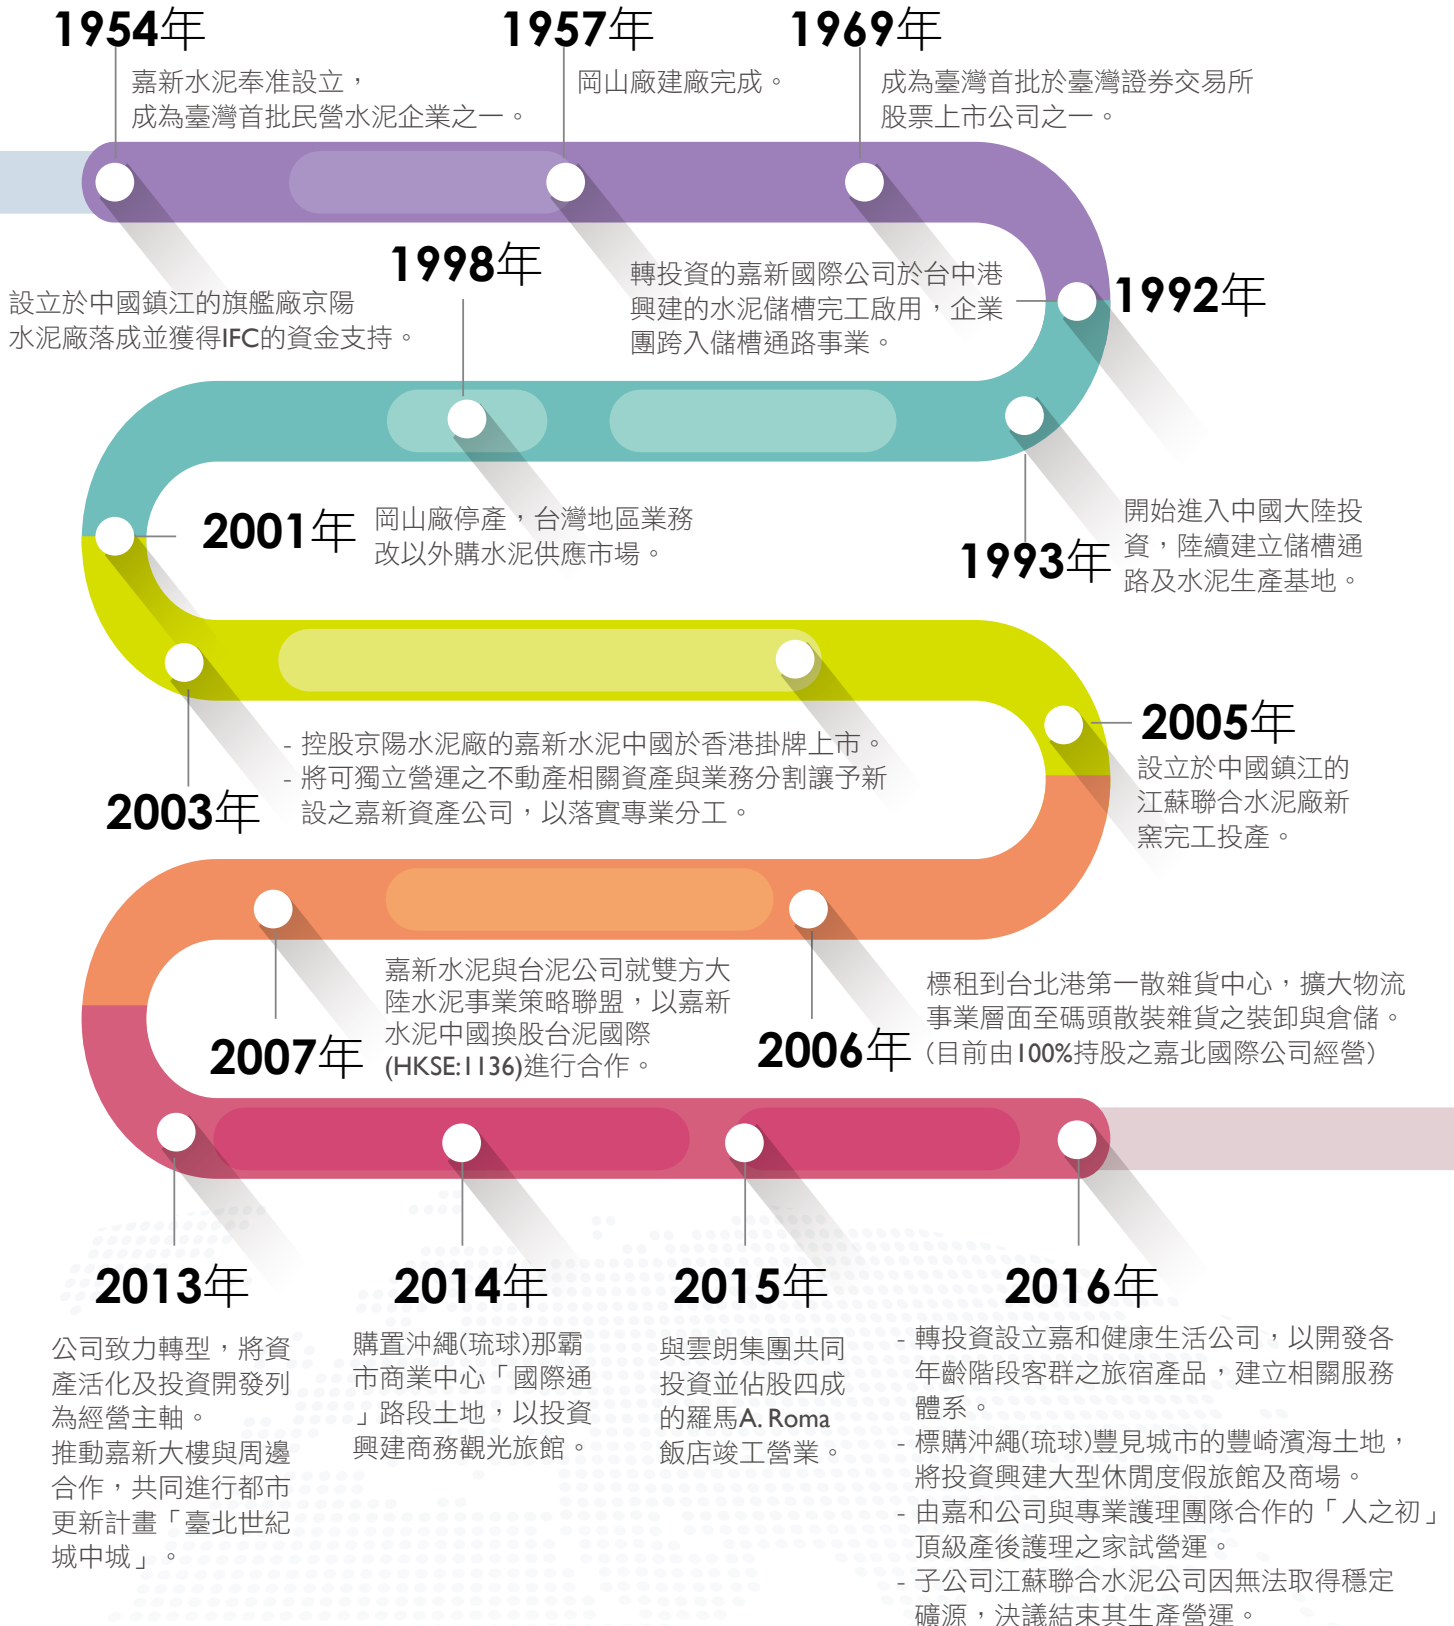 1954年
嘉新水泥奉准設立，
成為臺灣首批民營水泥企業之一。
1957年
岡山廠建廠完成。
1969年
成為臺灣首批於臺灣證券交易所
股票上市公司之一。
1992年
轉投資的嘉新國際公司於台中港
興建的水泥儲槽完工啟用，企業
團跨入儲槽通路事業。
1993年
開始進入中國大陸投
資，陸續建立儲槽通
路及水泥生產基地。
1998年
設立於中國鎮江的旗艦廠京陽
水泥廠落成並獲得IFC的資金支持。
2001年
岡山廠停產，台灣地區業務
改以外購水泥供應市場。
2003年
- 控股京陽水泥廠的嘉新水泥中國於香港掛牌上市。
- 將可獨立營運之不動產相關資產與業務分割讓予新
設之嘉新資產公司，以落實專業分工。
2005年
設立於中國鎮江的
江蘇聯合水泥廠新
窯完工投產。
2006年
標租到台北港第一散雜貨中心，擴大物流
事業層面至碼頭散裝雜貨之裝卸與倉儲。
(目前由100%持股之嘉北國際公司經營)
2007年
嘉新水泥與台泥公司就雙方大
陸水泥事業策略聯盟，以嘉新
水泥中國換股台泥國際
(HKSE:1136)進行合作。
2013年
公司致力轉型，將資
產活化及投資開發列
為經營主軸。
推動嘉新大樓與周邊
合作，共同進行都市
更新計畫「臺北世紀
城中城」。
2014年
購置沖繩(琉球)那霸
市商業中心「國際通
」路段土地，以投資
興建商務觀光旅館。
2015年
與雲朗集團共同
投資並佔股四成
的羅馬A. Roma
飯店竣工營業。
2016年
- 轉投資設立嘉和健康生活公司，以開發各
年齡階段客群之旅宿產品，建立相關服務
體系。
- 標購沖繩(琉球)豐見城市的豐崎濱海土地，
將投資興建大型休閒度假旅館及商場。
- 由嘉和公司與專業護理團隊合作的「人之初」
頂級產後護理之家試營運。
- 子公司江蘇聯合水泥公司因無法取得穩定
礦源，決議結束其生產營運。